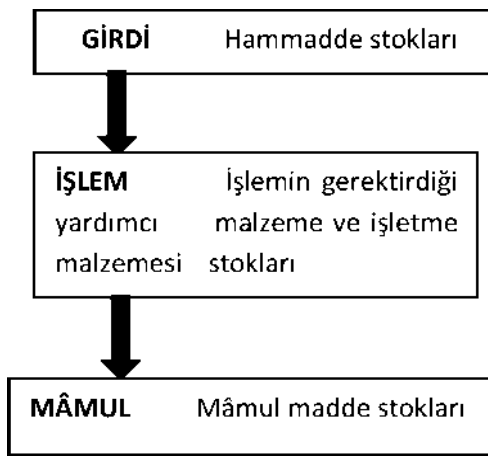 GİRDİ Hammadde stokları
İŞLEM İşlemin gerektirdiği
yardımcı malzeme ve işletme
malzemesi stokları
MÂMUL Mâmul madde stokları